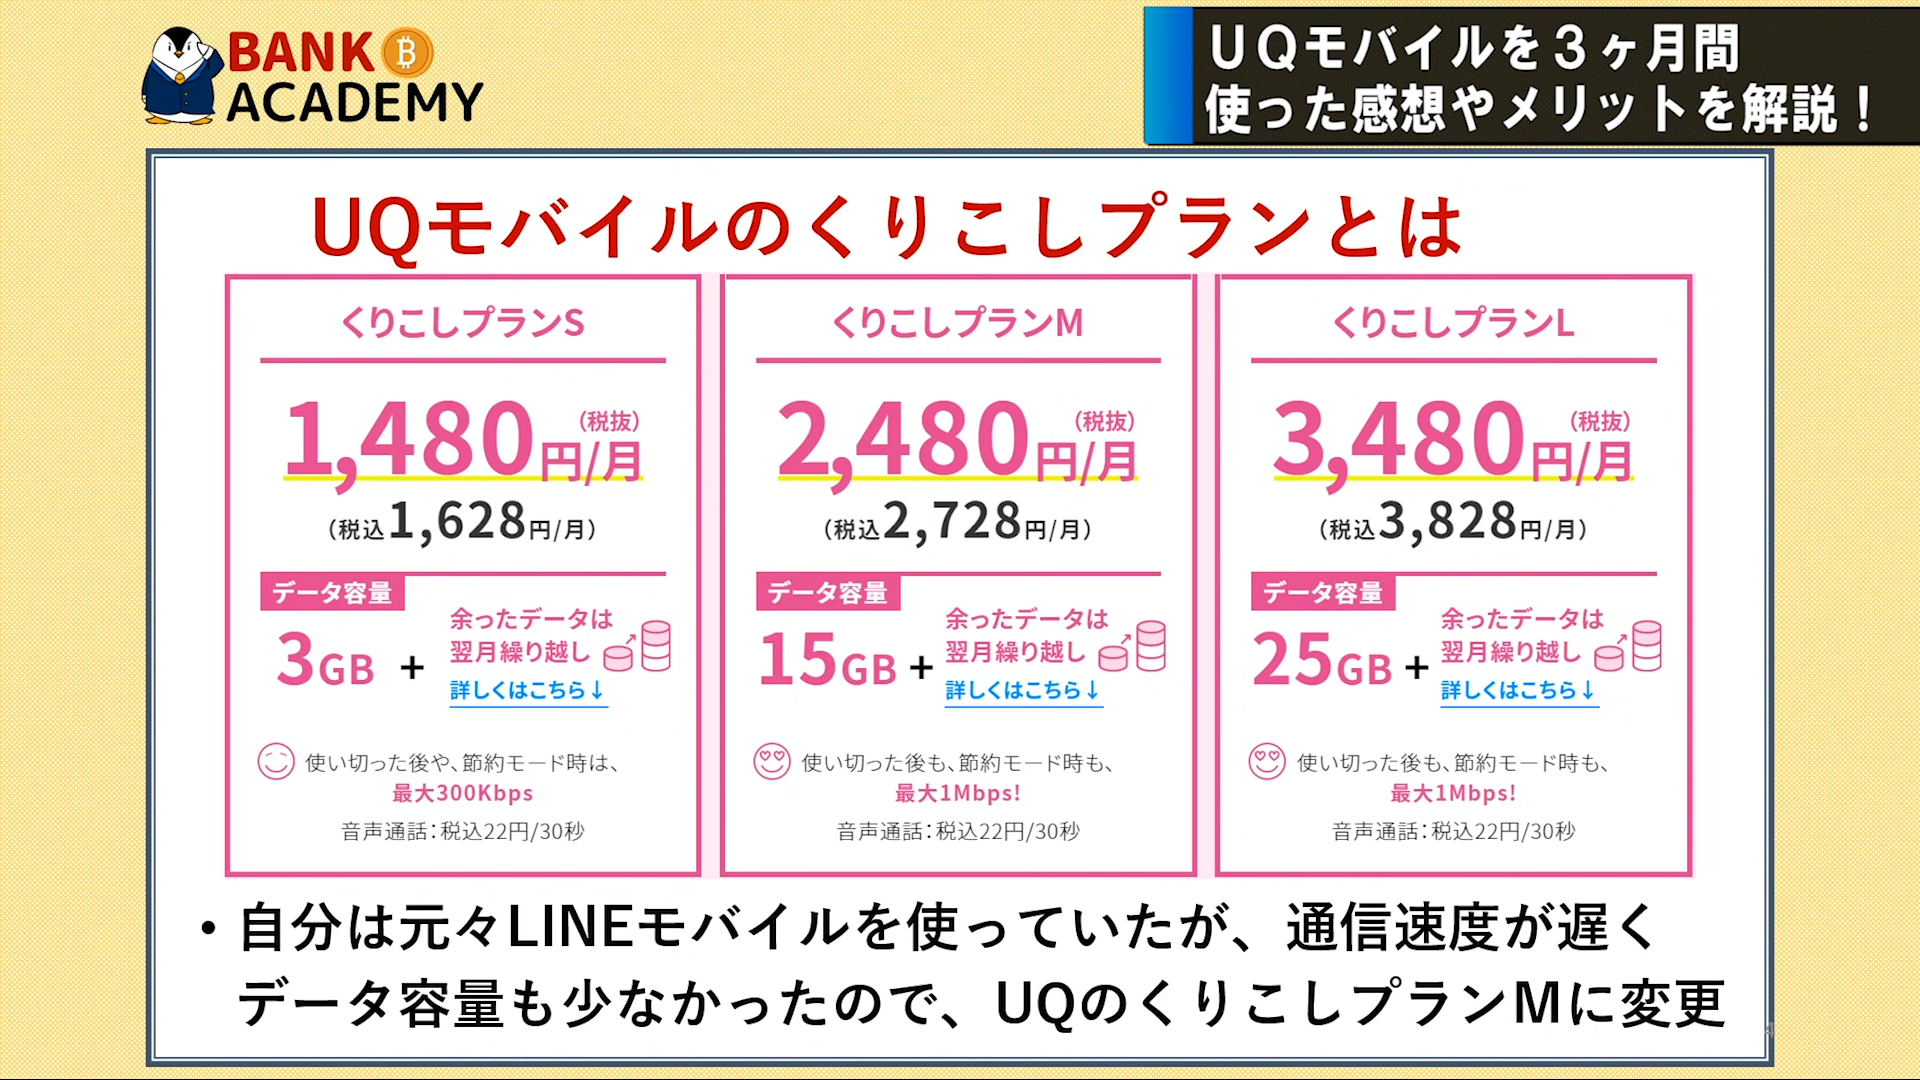 BANK
ACADEMY
UQモバイルを3ヶ月間
使った感想やメリットを解説！
UQモバイルのくりこしプランとは
くりこしプランS
1,480円/月（税抜）
（税込1,628円/月）
データ容量
3GB
+
余ったデータは
翌月繰り越し
詳しくはこちら↓
使い切った後や、節約モード時は、
最大300Kbps
音声通話：税込22円/30秒
くりこしプランM
2,480円/月（税抜）
（税込2,728円/月）
データ容量
15GB
+
余ったデータは
翌月繰り越し
詳しくはこちら↓
使い切った後も、節約モード時も、
最大1Mbps!
音声通話：税込22円/30秒
くりこしプランL
3,480円/月（税抜）
（税込3,828円/月）
データ容量
25GB
+
余ったデータは
翌月繰り越し
詳しくはこちら↓
使い切った後も、節約モード時も、
最大1Mbps!
音声通話：税込22円/30秒
・自分は元々LINEモバイルを使っていたが、通信速度が遅く
データ容量も少なかったので、UQのくりこしプランMに変更
4